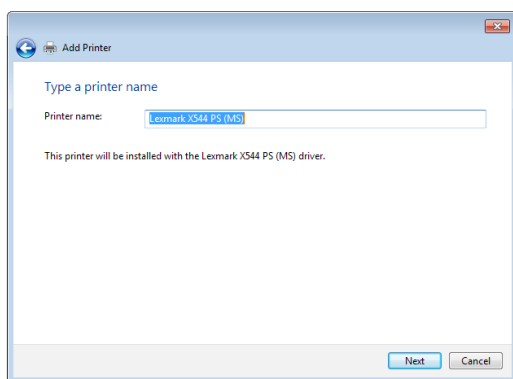 Add Printer
Type a printer name
Printer name: Lexmark X544 PS (MS)
This printer will be installed with the Lexmark X544 PS (MS) driver.
Next Cancel